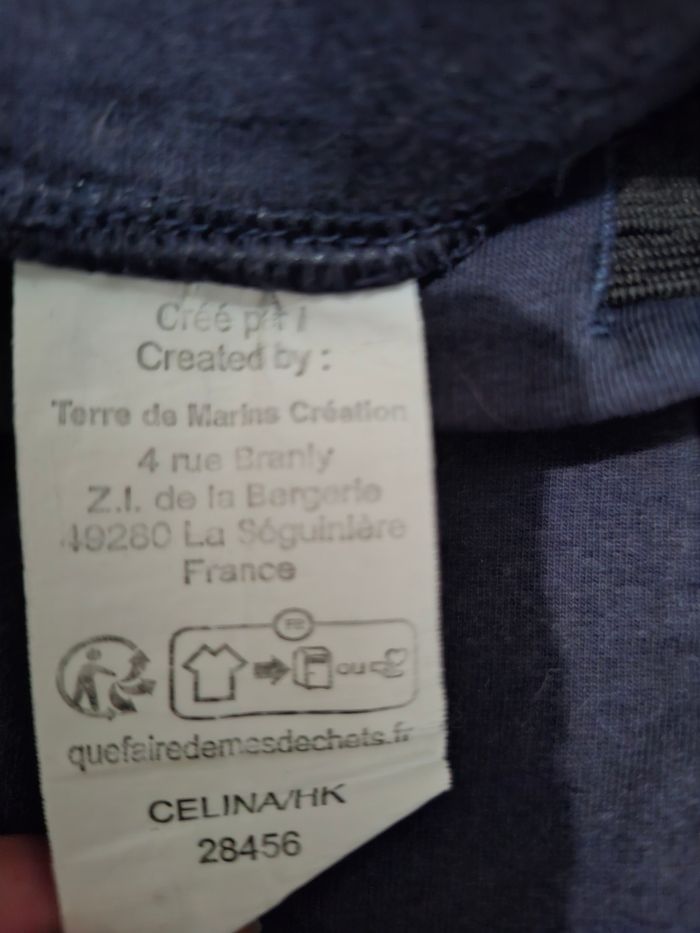 Créé par :
Created by :
Terre de Marins Création
4 rue Branly
Z.I. de la Bergerie
49280 La Séguinière
France
FR
ou
quefairedemesdechets.fr
CELINA/HK
28456